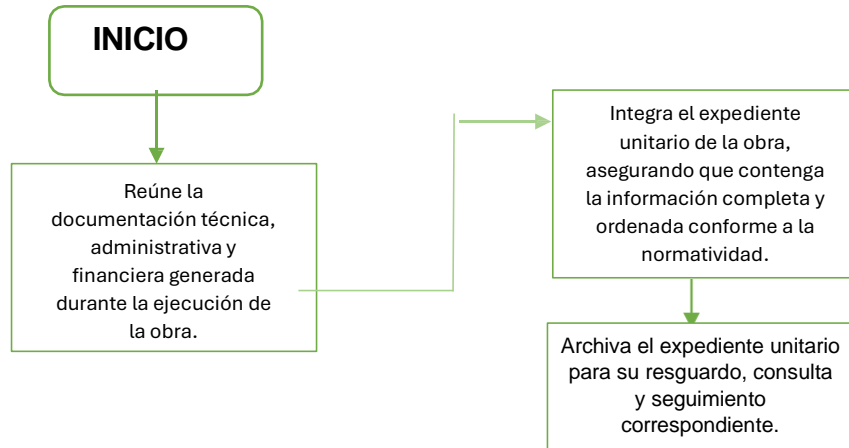 INICIO
Reúne la
documentación técnica,
administrativa y
financiera generada
durante la ejecución de
la obra.
Integra el expediente
unitario de la obra,
asegurando que contenga
la información completa y
ordenada conforme a la
normatividad.
Archiva el expediente unitario
para su resguardo, consulta
y seguimiento
correspondiente.